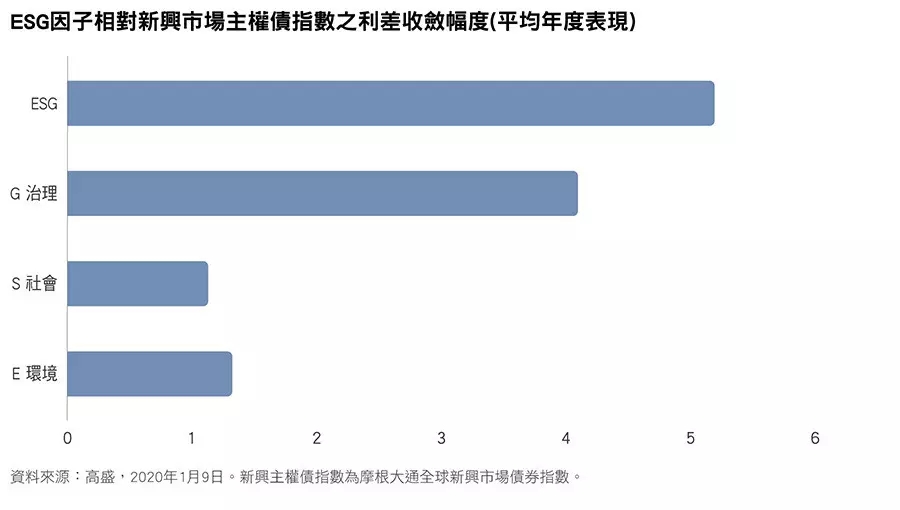 ESG因子相對新興市場主權債指數之利差收斂幅度(平均年度表現)
ESG
G 治理
S 社會
E 環境
0 1 2 3 4 5 6
資料來源：高盛，2020年1月9日。新興主權債指數為摩根大通全球新興市場債券指數。